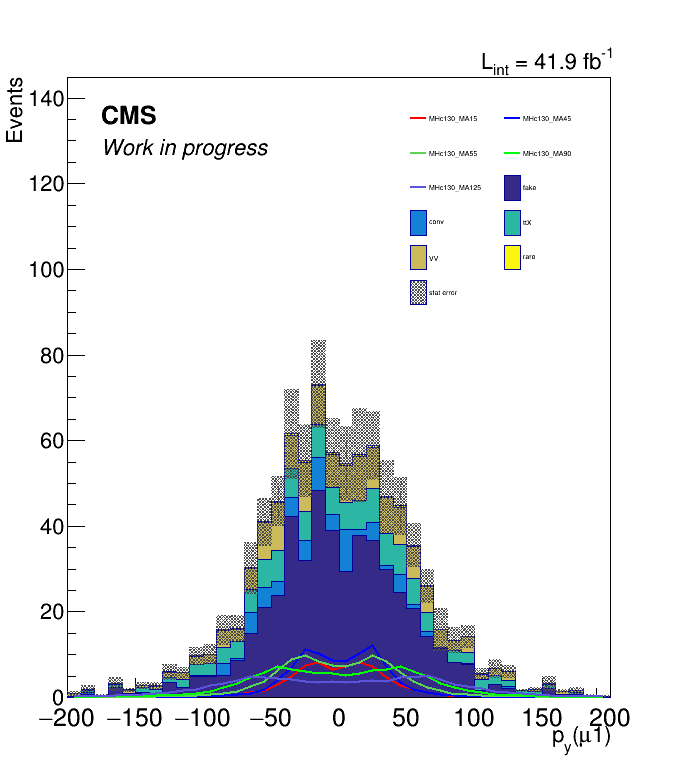 L_int = 41.9 fb^-1
Events
CMS
Work in progress
MHc130_MA15
MHc130_MA45
MHc130_MA55
MHc130_MA90
MHc130_MA125
fake
conv
ttX
VV
rare
stat error
140
120
100
80
60
40
20
0
−200 −150 −100 −50 0 50 100 150 200
p_y(μ1)